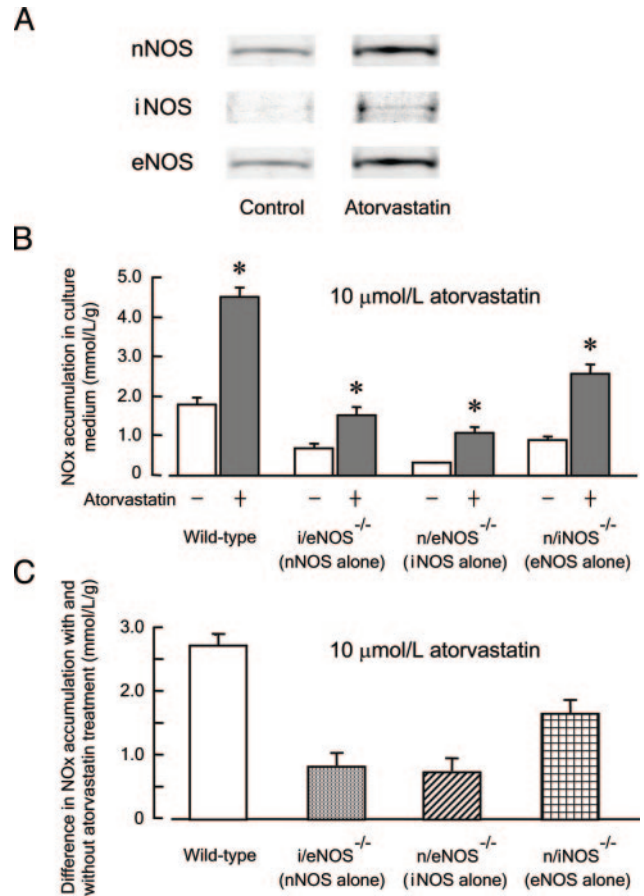 A
nNOS
iNOS
eNOS
Control Atorvastatin
B
NOx accumulation in culture
medium (mmol/L/g)
5.0
4.0
3.0
2.0
1.0
0
10 μmol/L atorvastatin
* * * *
Atorvastatin − + − + − + − +
Wild-type i/eNOS-/- n/eNOS-/- n/iNOS-/-
(nNOS alone) (iNOS alone) (eNOS alone)
C
Difference in NOx accumulation with and
without atorvastatin treatment (mmol/L/g)
3.0
2.0
1.0
0
10 μmol/L atorvastatin
Wild-type i/eNOS-/- n/eNOS-/- n/iNOS-/-
(nNOS alone) (iNOS alone) (eNOS alone)